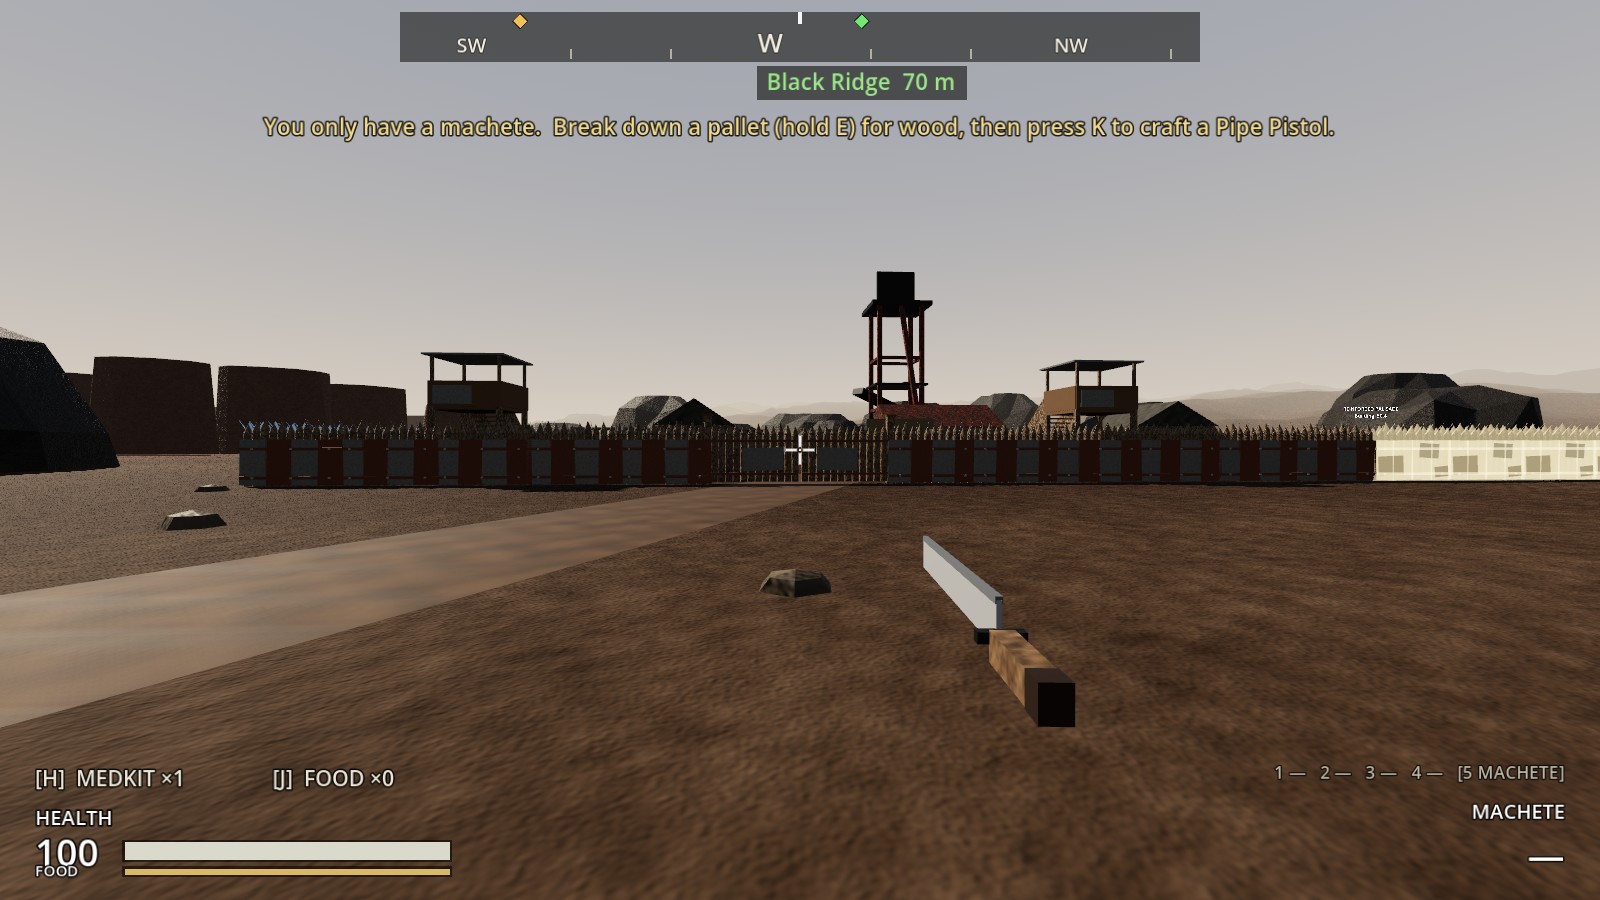 SW W NW
Black Ridge 70 m
You only have a machete. Break down a pallet (hold E) for wood, then press K to craft a Pipe Pistol.
[H] MEDKIT ×1 [J] FOOD ×0
1 — 2 — 3 — 4 — [5 MACHETE]
HEALTH
MACHETE
100
FOOD